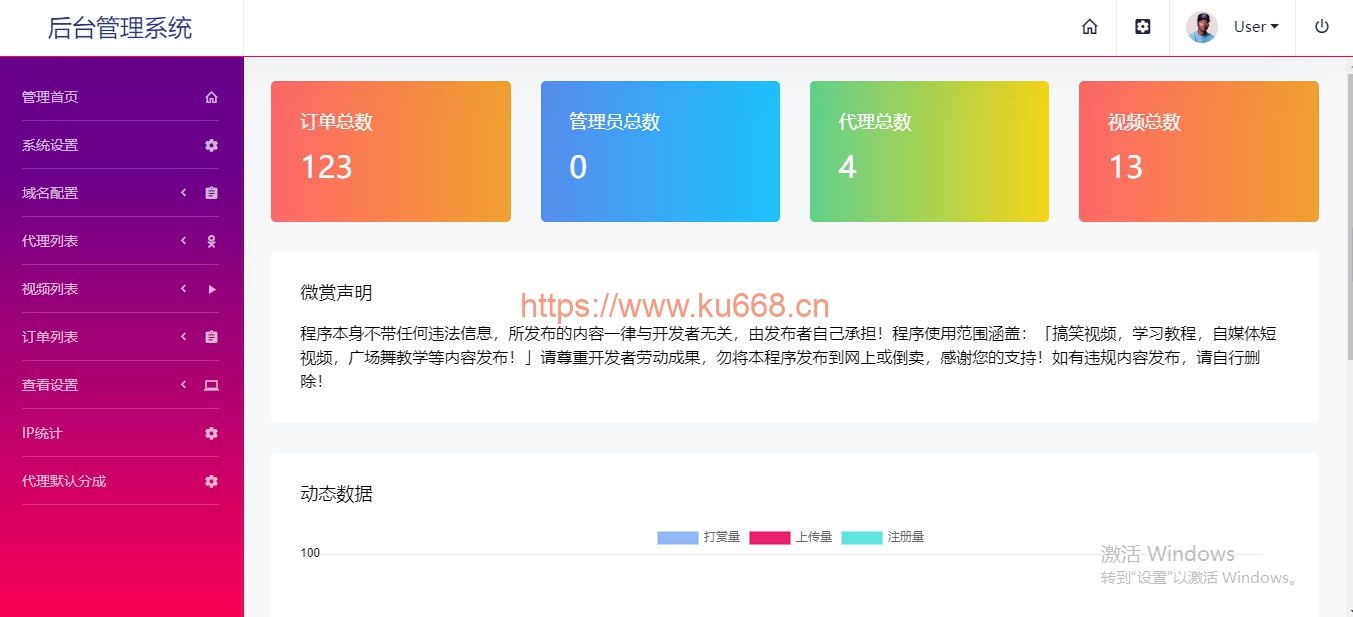 后台管理系统
User
管理首页
系统设置
域名配置
代理列表
视频列表
订单列表
查看设置
IP统计
代理默认分成
订单总数
123
管理员总数
0
代理总数
4
视频总数
13
微赏声明
https://www.ku668.cn
程序本身不带任何违法信息，所发布的内容一律与开发者无关，由发布者自己承担！程序使用范围涵盖：「搞笑视频，学习教程，自媒体短
视频，广场舞教学等内容发布！」请尊重开发者劳动成果，勿将本程序发布到网上或倒卖，感谢您的支持！如有违规内容发布，请自行删
除！
动态数据
打赏量 上传量 注册量
100
激活 Windows
转到“设置”以激活 Windows。